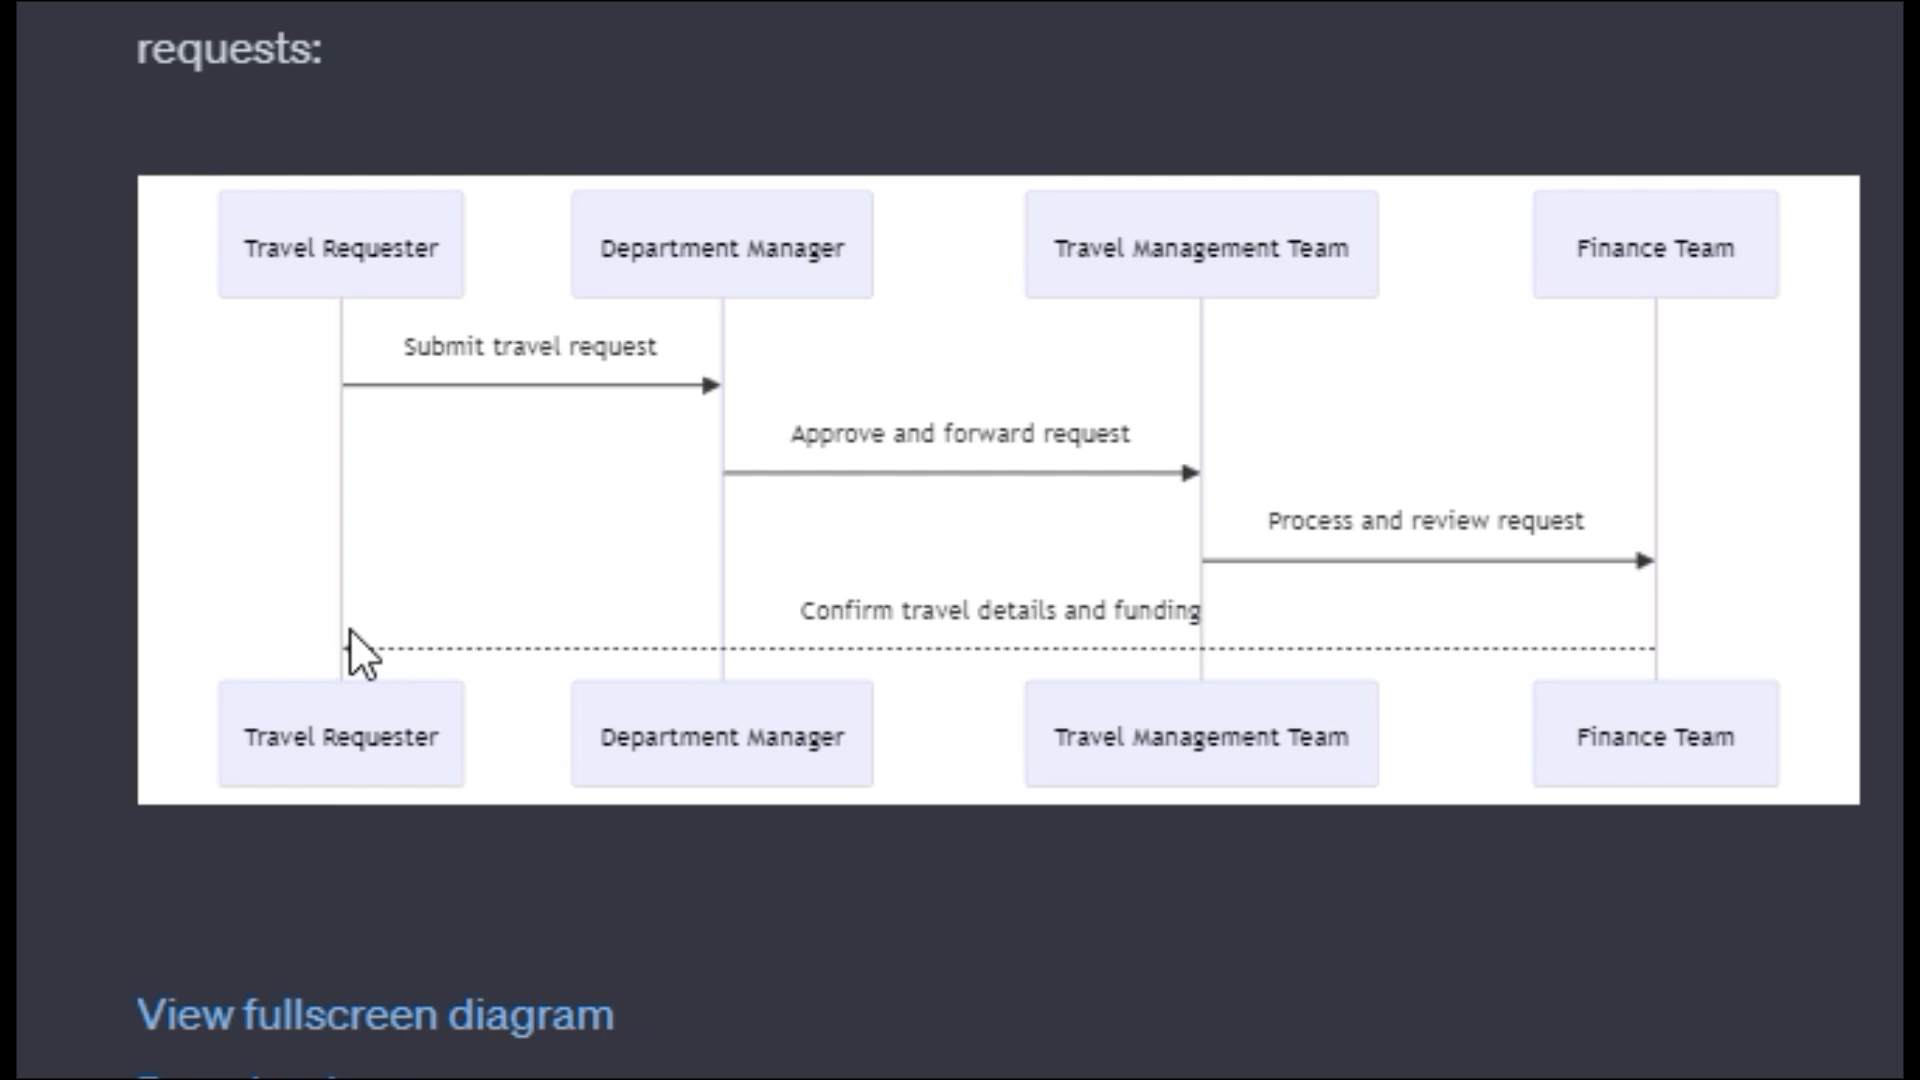 requests:
Travel Requester
Department Manager
Travel Management Team
Finance Team
Submit travel request
Approve and forward request
Process and review request
Confirm travel details and funding
Travel Requester
Department Manager
Travel Management Team
Finance Team
View fullscreen diagram